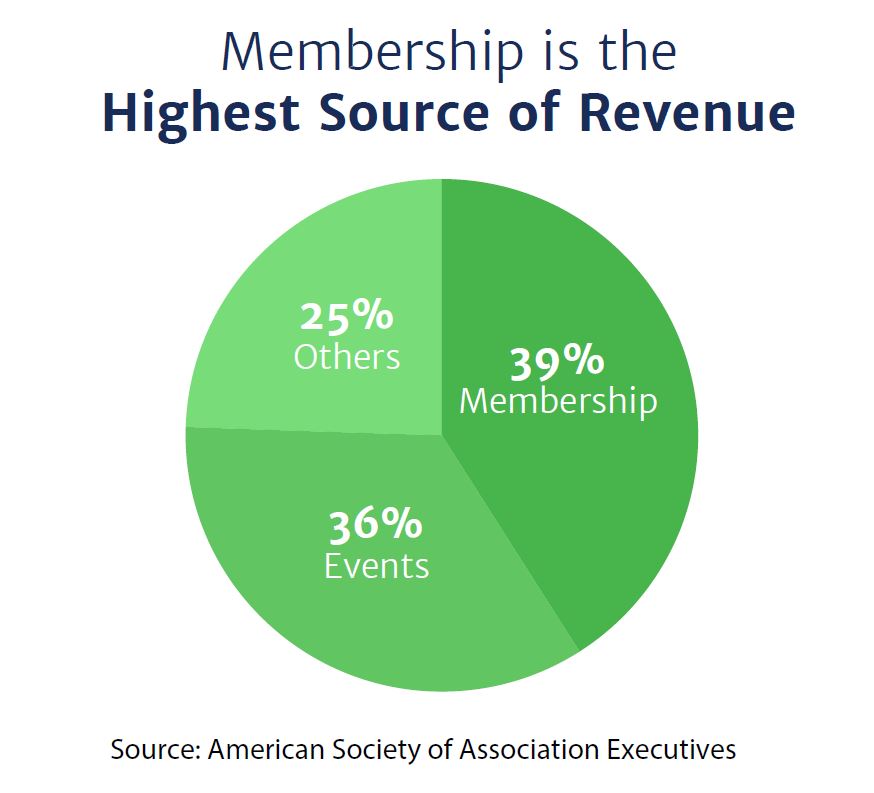 Membership is the
Highest Source of Revenue
25%
Others
39%
Membership
36%
Events
Source: American Society of Association Executives